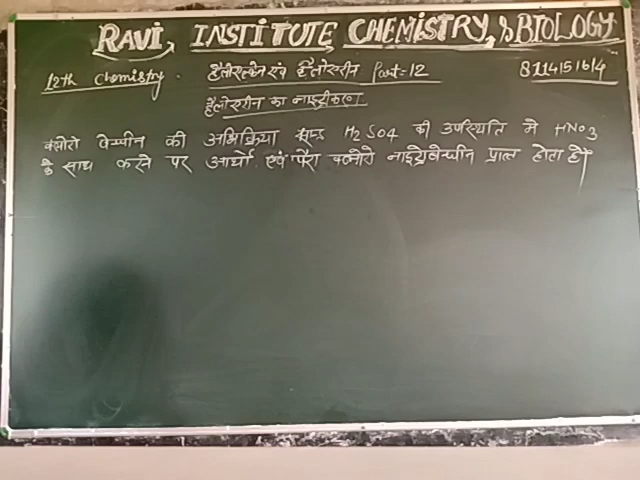 RAVI, INSTITUTE CHEMISTRY, & BIOLOGY
12th chemistry. हैलोएल्केन एवं हैलोएरीन Part=12 8114151614
हैलोएरीन का नाइट्रीकरण
क्लोरो बेन्जीन की अभिक्रिया सान्द्र H2SO4 की उपस्थिति मे HNO3
के साथ करने पर आर्थो एवं पैरा क्लोरो नाइट्रोबेन्जीन प्राप्त होता है।